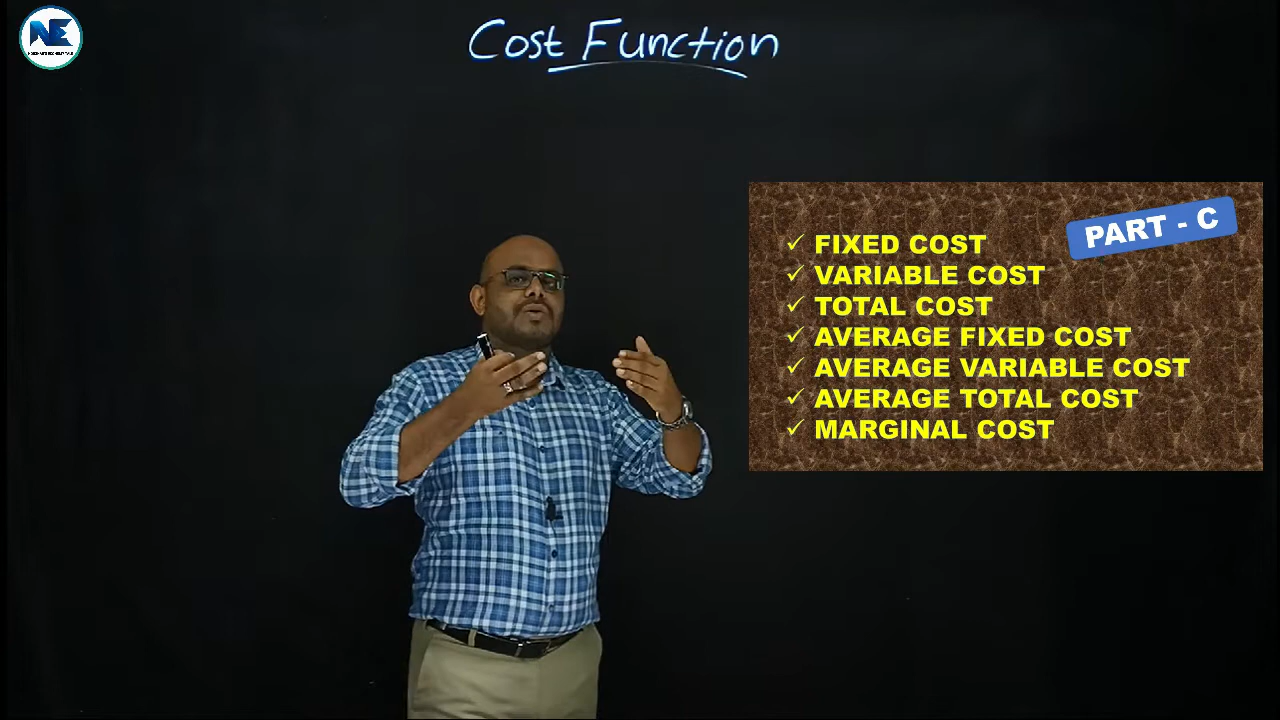 NE
Cost Function
PART - C
✓ FIXED COST
✓ VARIABLE COST
✓ TOTAL COST
✓ AVERAGE FIXED COST
✓ AVERAGE VARIABLE COST
✓ AVERAGE TOTAL COST
✓ MARGINAL COST